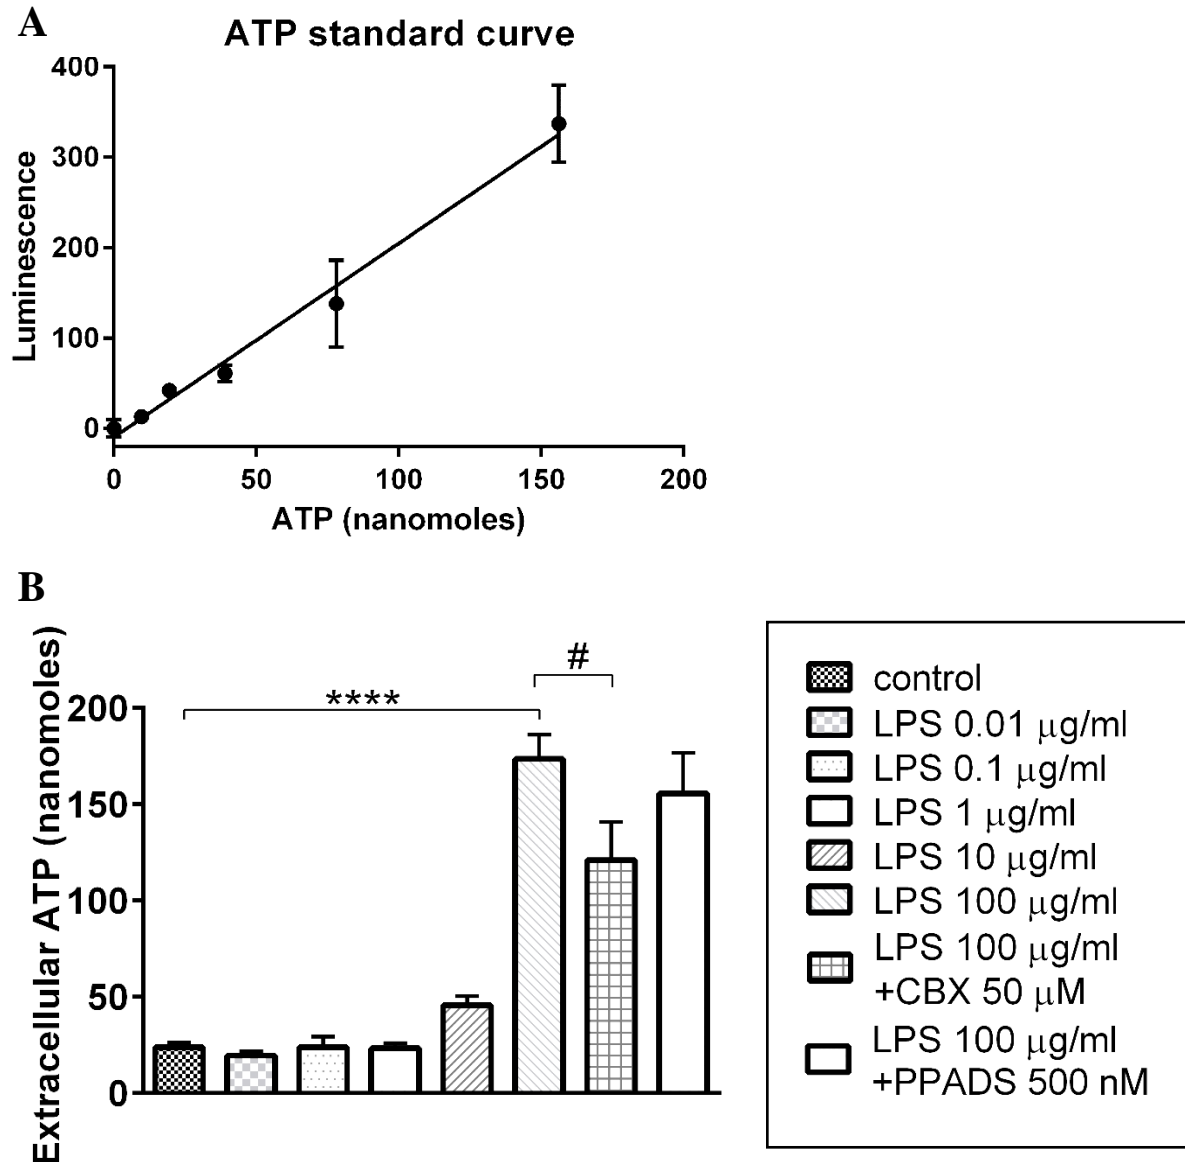 A
ATP standard curve
400
300
200
100
0
Luminescence
0 50 100 150 200
ATP (nanomoles)
B
Extracellular ATP (nanomoles)
200
150
100
50
0
****
#
control
LPS 0.01 μg/ml
LPS 0.1 μg/ml
LPS 1 μg/ml
LPS 10 μg/ml
LPS 100 μg/ml
LPS 100 μg/ml
+CBX 50 μM
LPS 100 μg/ml
+PPADS 500 nM